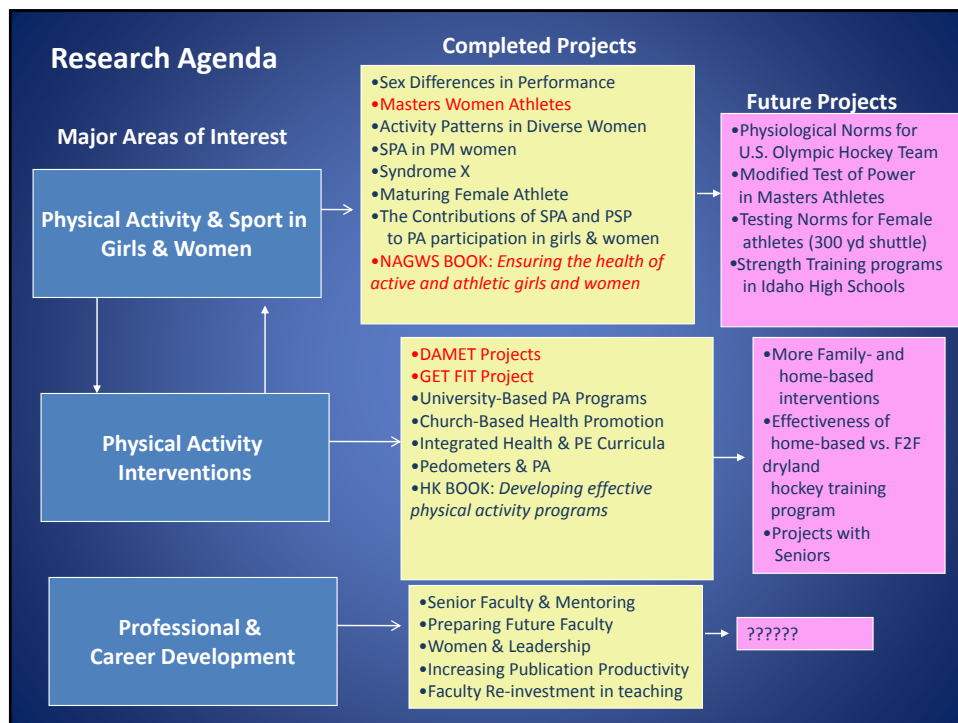 Research Agenda
Completed Projects
Future Projects
Major Areas of Interest
Physical Activity & Sport in
Girls & Women
•Sex Differences in Performance
•Masters Women Athletes
•Activity Patterns in Diverse Women
•SPA in PM women
•Syndrome X
•Maturing Female Athlete
•The Contributions of SPA and PSP
to PA participation in girls & women
•NAGWS BOOK: Ensuring the health of
active and athletic girls and women
•Physiological Norms for
U.S. Olympic Hockey Team
•Modified Test of Power
in Masters Athletes
•Testing Norms for Female
athletes (300 yd shuttle)
•Strength Training programs
in Idaho High Schools
Physical Activity
Interventions
•DAMET Projects
•GET FIT Project
•University-Based PA Programs
•Church-Based Health Promotion
•Integrated Health & PE Curricula
•Pedometers & PA
•HK BOOK: Developing effective
physical activity programs
•More Family- and
home-based
interventions
•Effectiveness of
home-based vs. F2F
dryland
hockey training
program
•Projects with
Seniors
Professional &
Career Development
•Senior Faculty & Mentoring
•Preparing Future Faculty
•Women & Leadership
•Increasing Publication Productivity
•Faculty Re-investment in teaching
??????